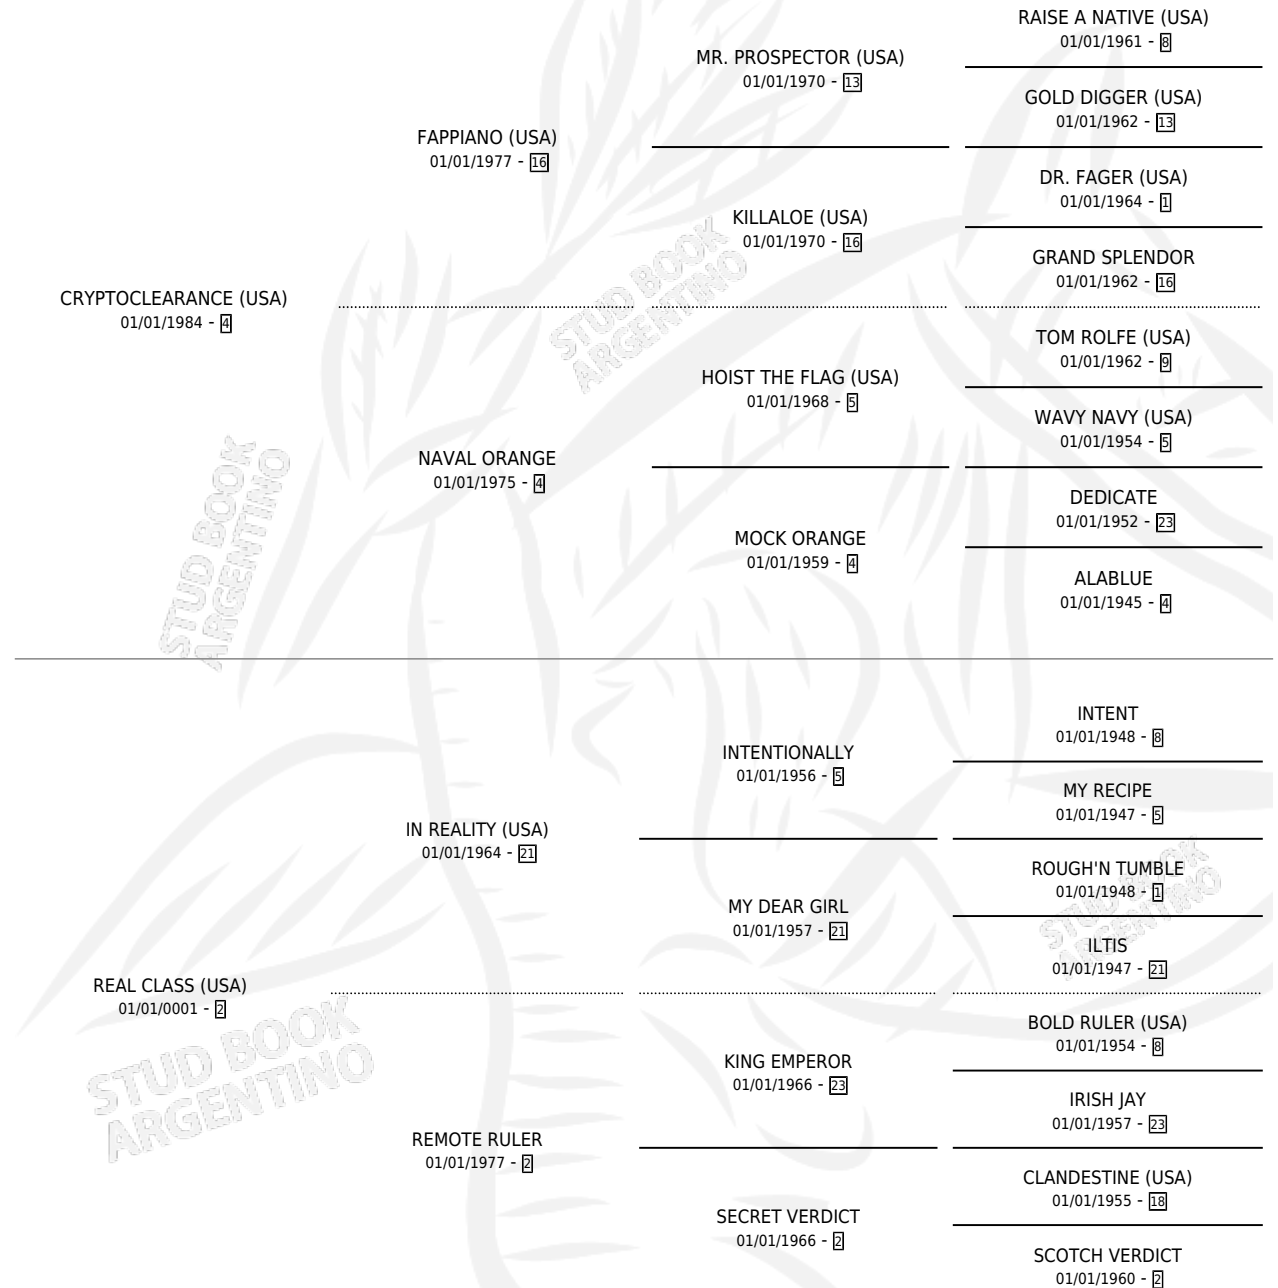 RAISE A NATIVE (USA)
01/01/1961 - 8
MR. PROSPECTOR (USA)
01/01/1970 - 13
GOLD DIGGER (USA)
01/01/1962 - 13
FAPPIANO (USA)
01/01/1977 - 16
DR. FAGER (USA)
01/01/1964 - 1
KILLALOE (USA)
01/01/1970 - 16
GRAND SPLENDOR
01/01/1962 - 16
CRYPTOCLEARANCE (USA)
01/01/1984 - 4
TOM ROLFE (USA)
01/01/1962 - 9
HOIST THE FLAG (USA)
01/01/1968 - 5
WAVY NAVY (USA)
01/01/1954 - 5
NAVAL ORANGE
01/01/1975 - 4
DEDICATE
01/01/1952 - 23
MOCK ORANGE
01/01/1959 - 4
ALABLUE
01/01/1945 - 4
INTENT
01/01/1948 - 8
INTENTIONALLY
01/01/1956 - 5
MY RECIPE
01/01/1947 - 5
IN REALITY (USA)
01/01/1964 - 21
ROUGH'N TUMBLE
01/01/1948 - 1
MY DEAR GIRL
01/01/1957 - 21
ILTIS
01/01/1947 - 21
REAL CLASS (USA)
01/01/0001 - 2
BOLD RULER (USA)
01/01/1954 - 8
KING EMPEROR
01/01/1966 - 23
IRISH JAY
01/01/1957 - 23
REMOTE RULER
01/01/1977 - 2
CLANDESTINE (USA)
01/01/1955 - 18
SECRET VERDICT
01/01/1966 - 2
SCOTCH VERDICT
01/01/1960 - 2
STUD BOOK
ARGENTINO
STUD BOOK
ARGENTINO
STUD BOOK
ARGENTINO
STUD BOOK
ARGENTINO